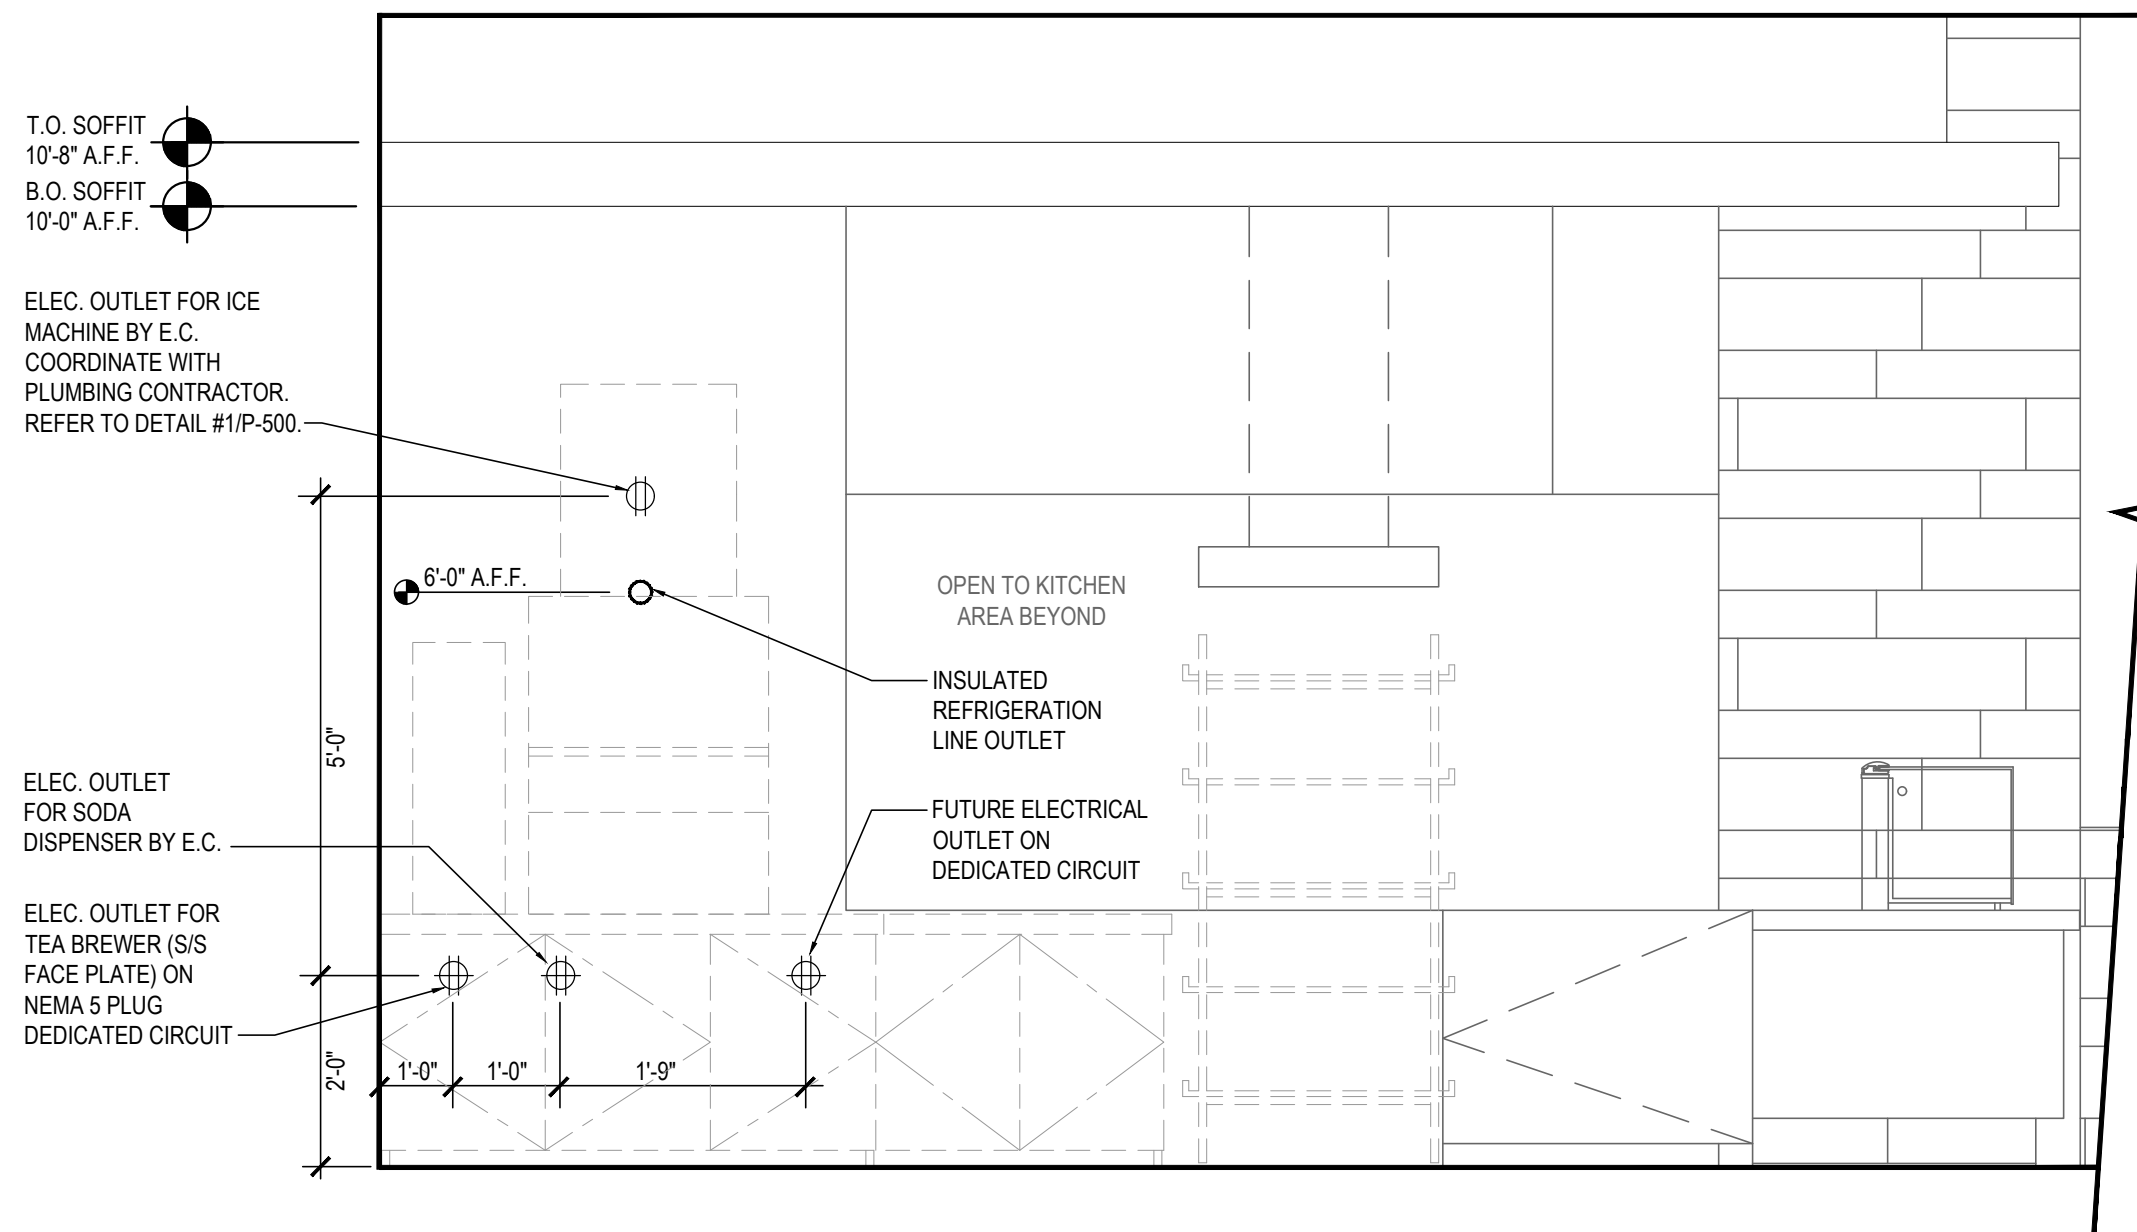 T.O. SOFFIT
10'-8" A.F.F.
B.O. SOFFIT
10'-0" A.F.F.
ELEC. OUTLET FOR ICE
MACHINE BY E.C.
COORDINATE WITH
PLUMBING CONTRACTOR.
REFER TO DETAIL #1/P-500.
6'-0" A.F.F.
OPEN TO KITCHEN
AREA BEYOND
INSULATED
REFRIGERATION
LINE OUTLET
5'-0"
ELEC. OUTLET
FOR SODA
DISPENSER BY E.C.
FUTURE ELECTRICAL
OUTLET ON
DEDICATED CIRCUIT
ELEC. OUTLET FOR
TEA BREWER (S/S
FACE PLATE) ON
NEMA 5 PLUG
DEDICATED CIRCUIT
2'-0"
1'-0"
1'-0"
1'-9"